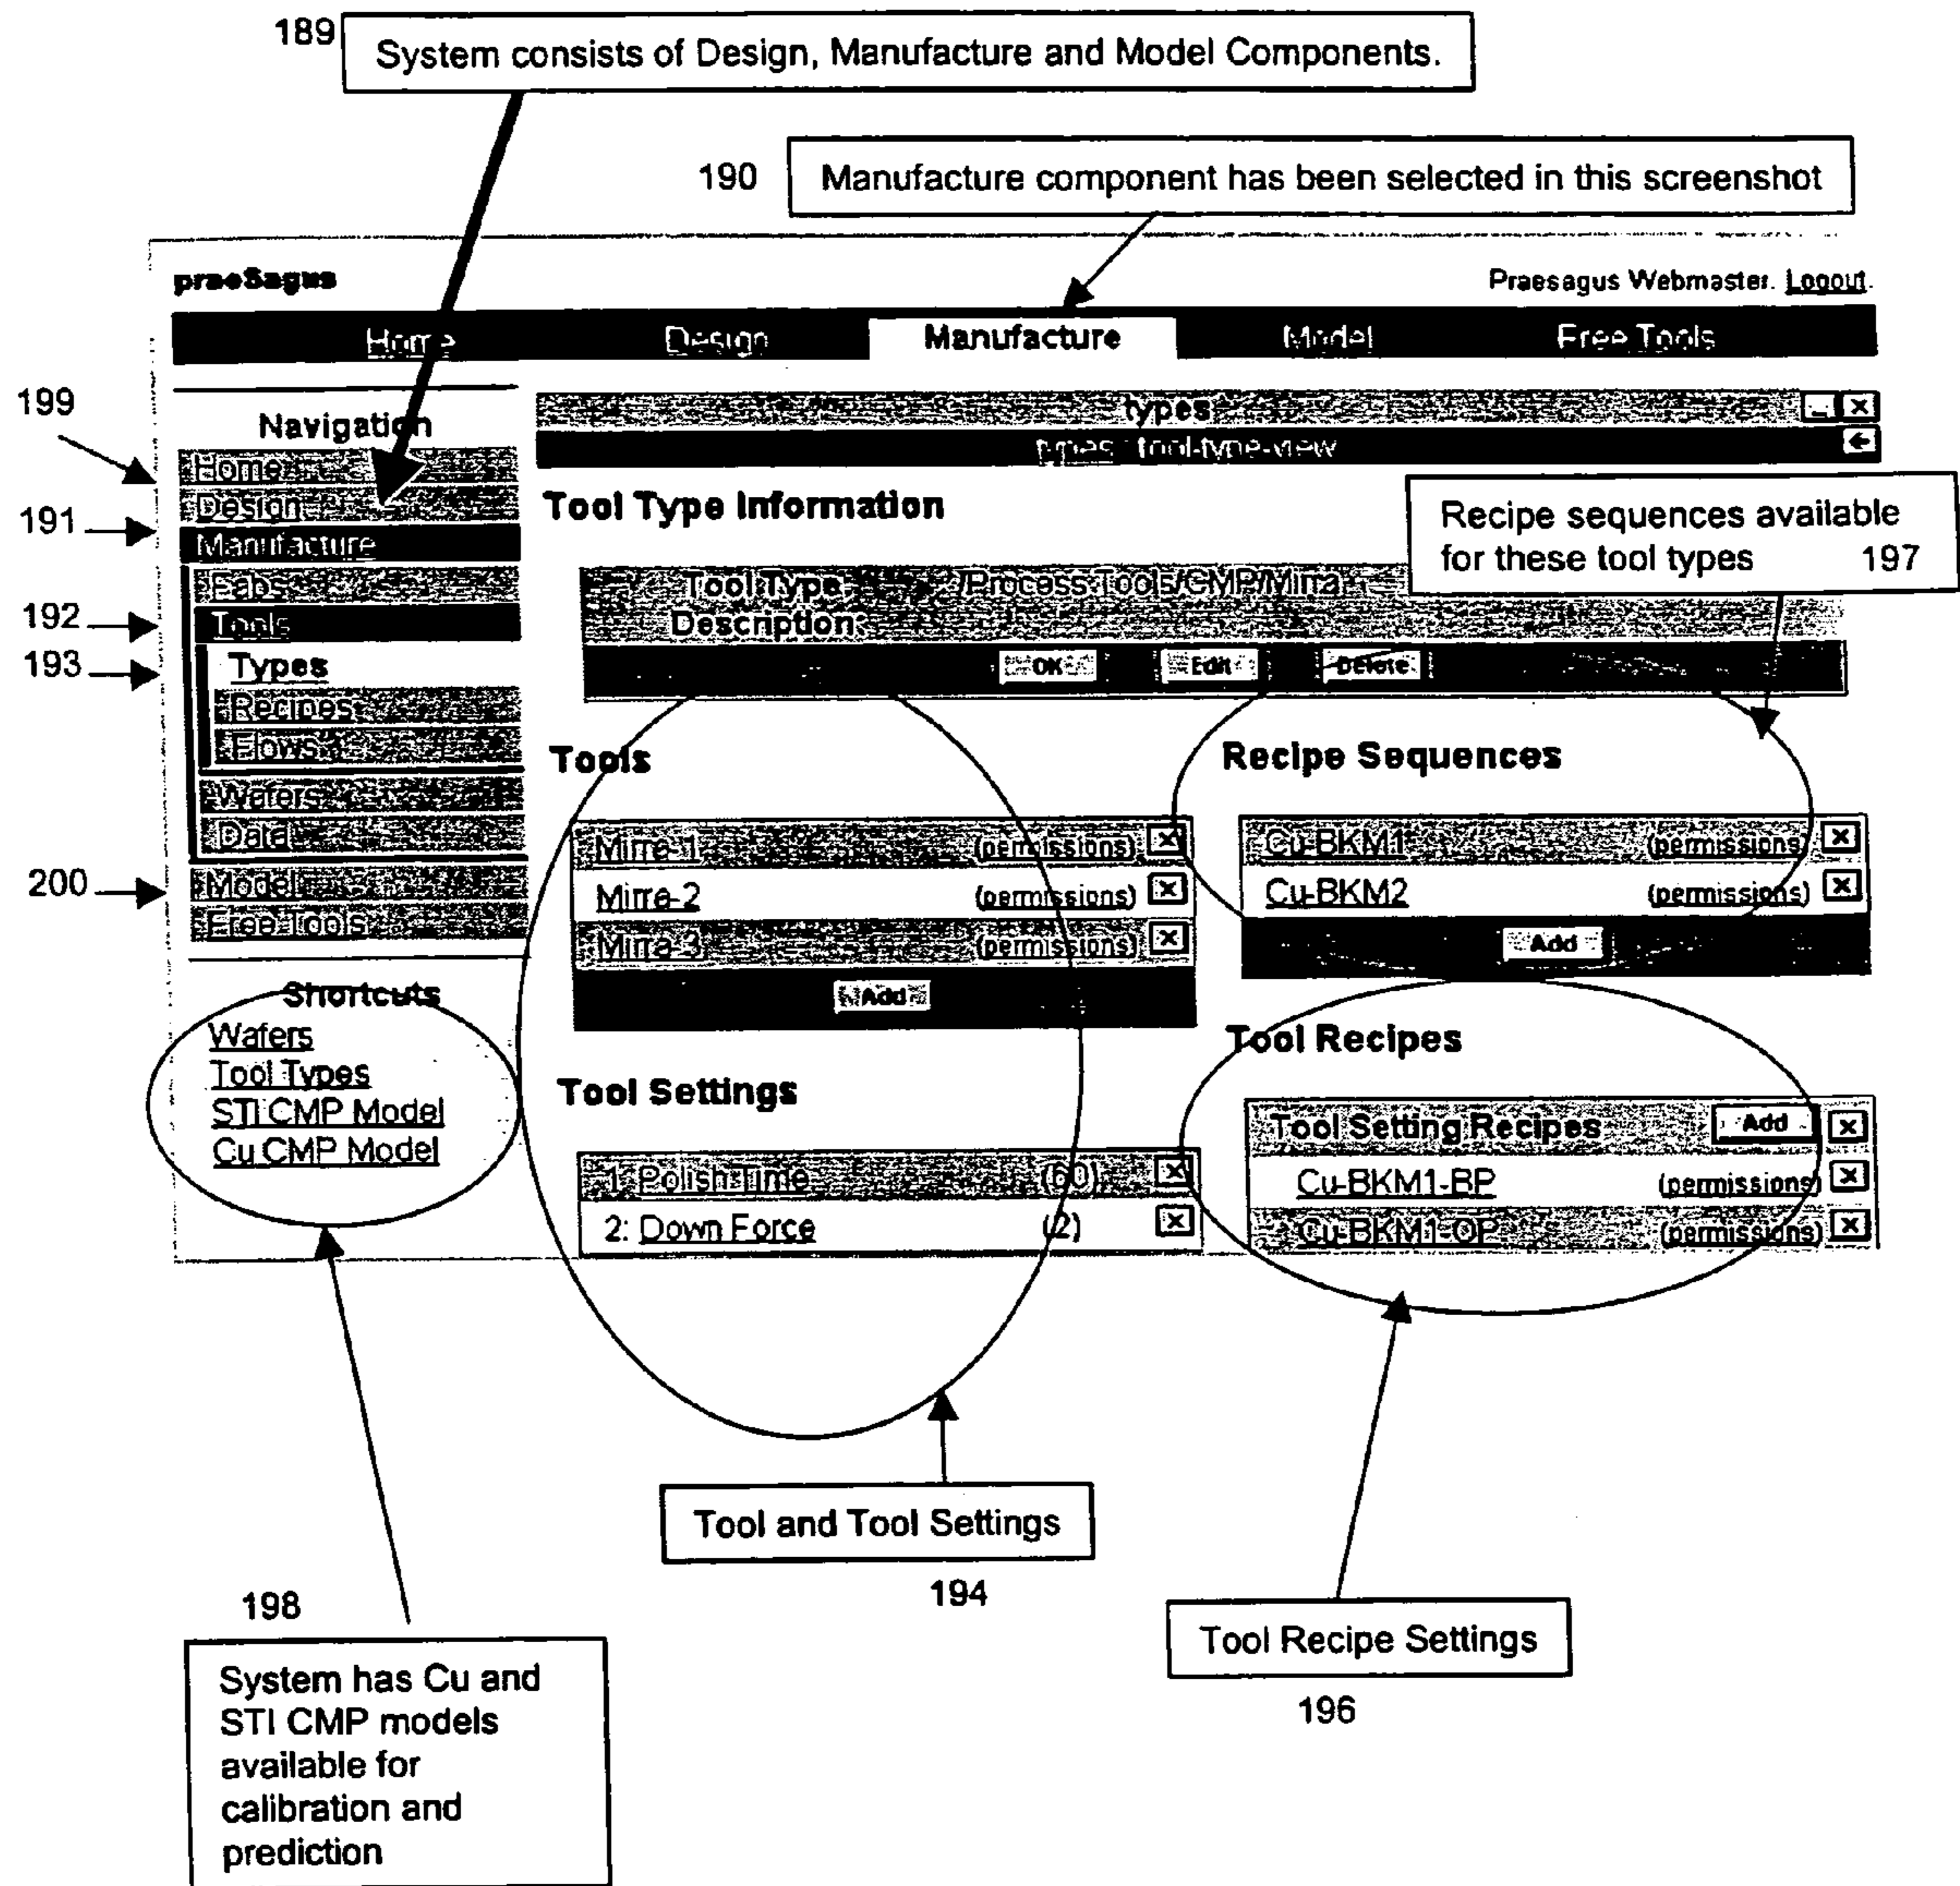 189
System consists of Design, Manufacture and Model Components.
190
Manufacture component has been selected in this screenshot
praeSagus
Praesagus Webmaster. Logout.
Home
Design
Manufacture
Model
Free Tools
199
191
192
193
200
Navigation
Home
Design
Manufacture
Fabs
Tools
Types
Recipes
Flows
Wafers
Data
Model
Free Tools
types
types : tool-type-view
Tool Type Information
Recipe sequences available
for these tool types 197
Tool Type: /Process Tools/CMP/Mirra
Description:
OK Edit Delete
Tools
Mirra-1 (permissions)
Mirra-2 (permissions)
Mirra-3 (permissions)
Add
Recipe Sequences
Cu-BKM1 (permissions)
Cu-BKM2 (permissions)
Add
Shortcuts
Wafers
Tool Types
STI CMP Model
Cu CMP Model
Tool Settings
1: Polish Time (60)
2: Down Force (2)
Tool Recipes
Tool Setting Recipes Add
Cu-BKM1-BP (permissions)
Cu-BKM1-OP (permissions)
Tool and Tool Settings
194
Tool Recipe Settings
196
198
System has Cu and
STI CMP models
available for
calibration and
prediction